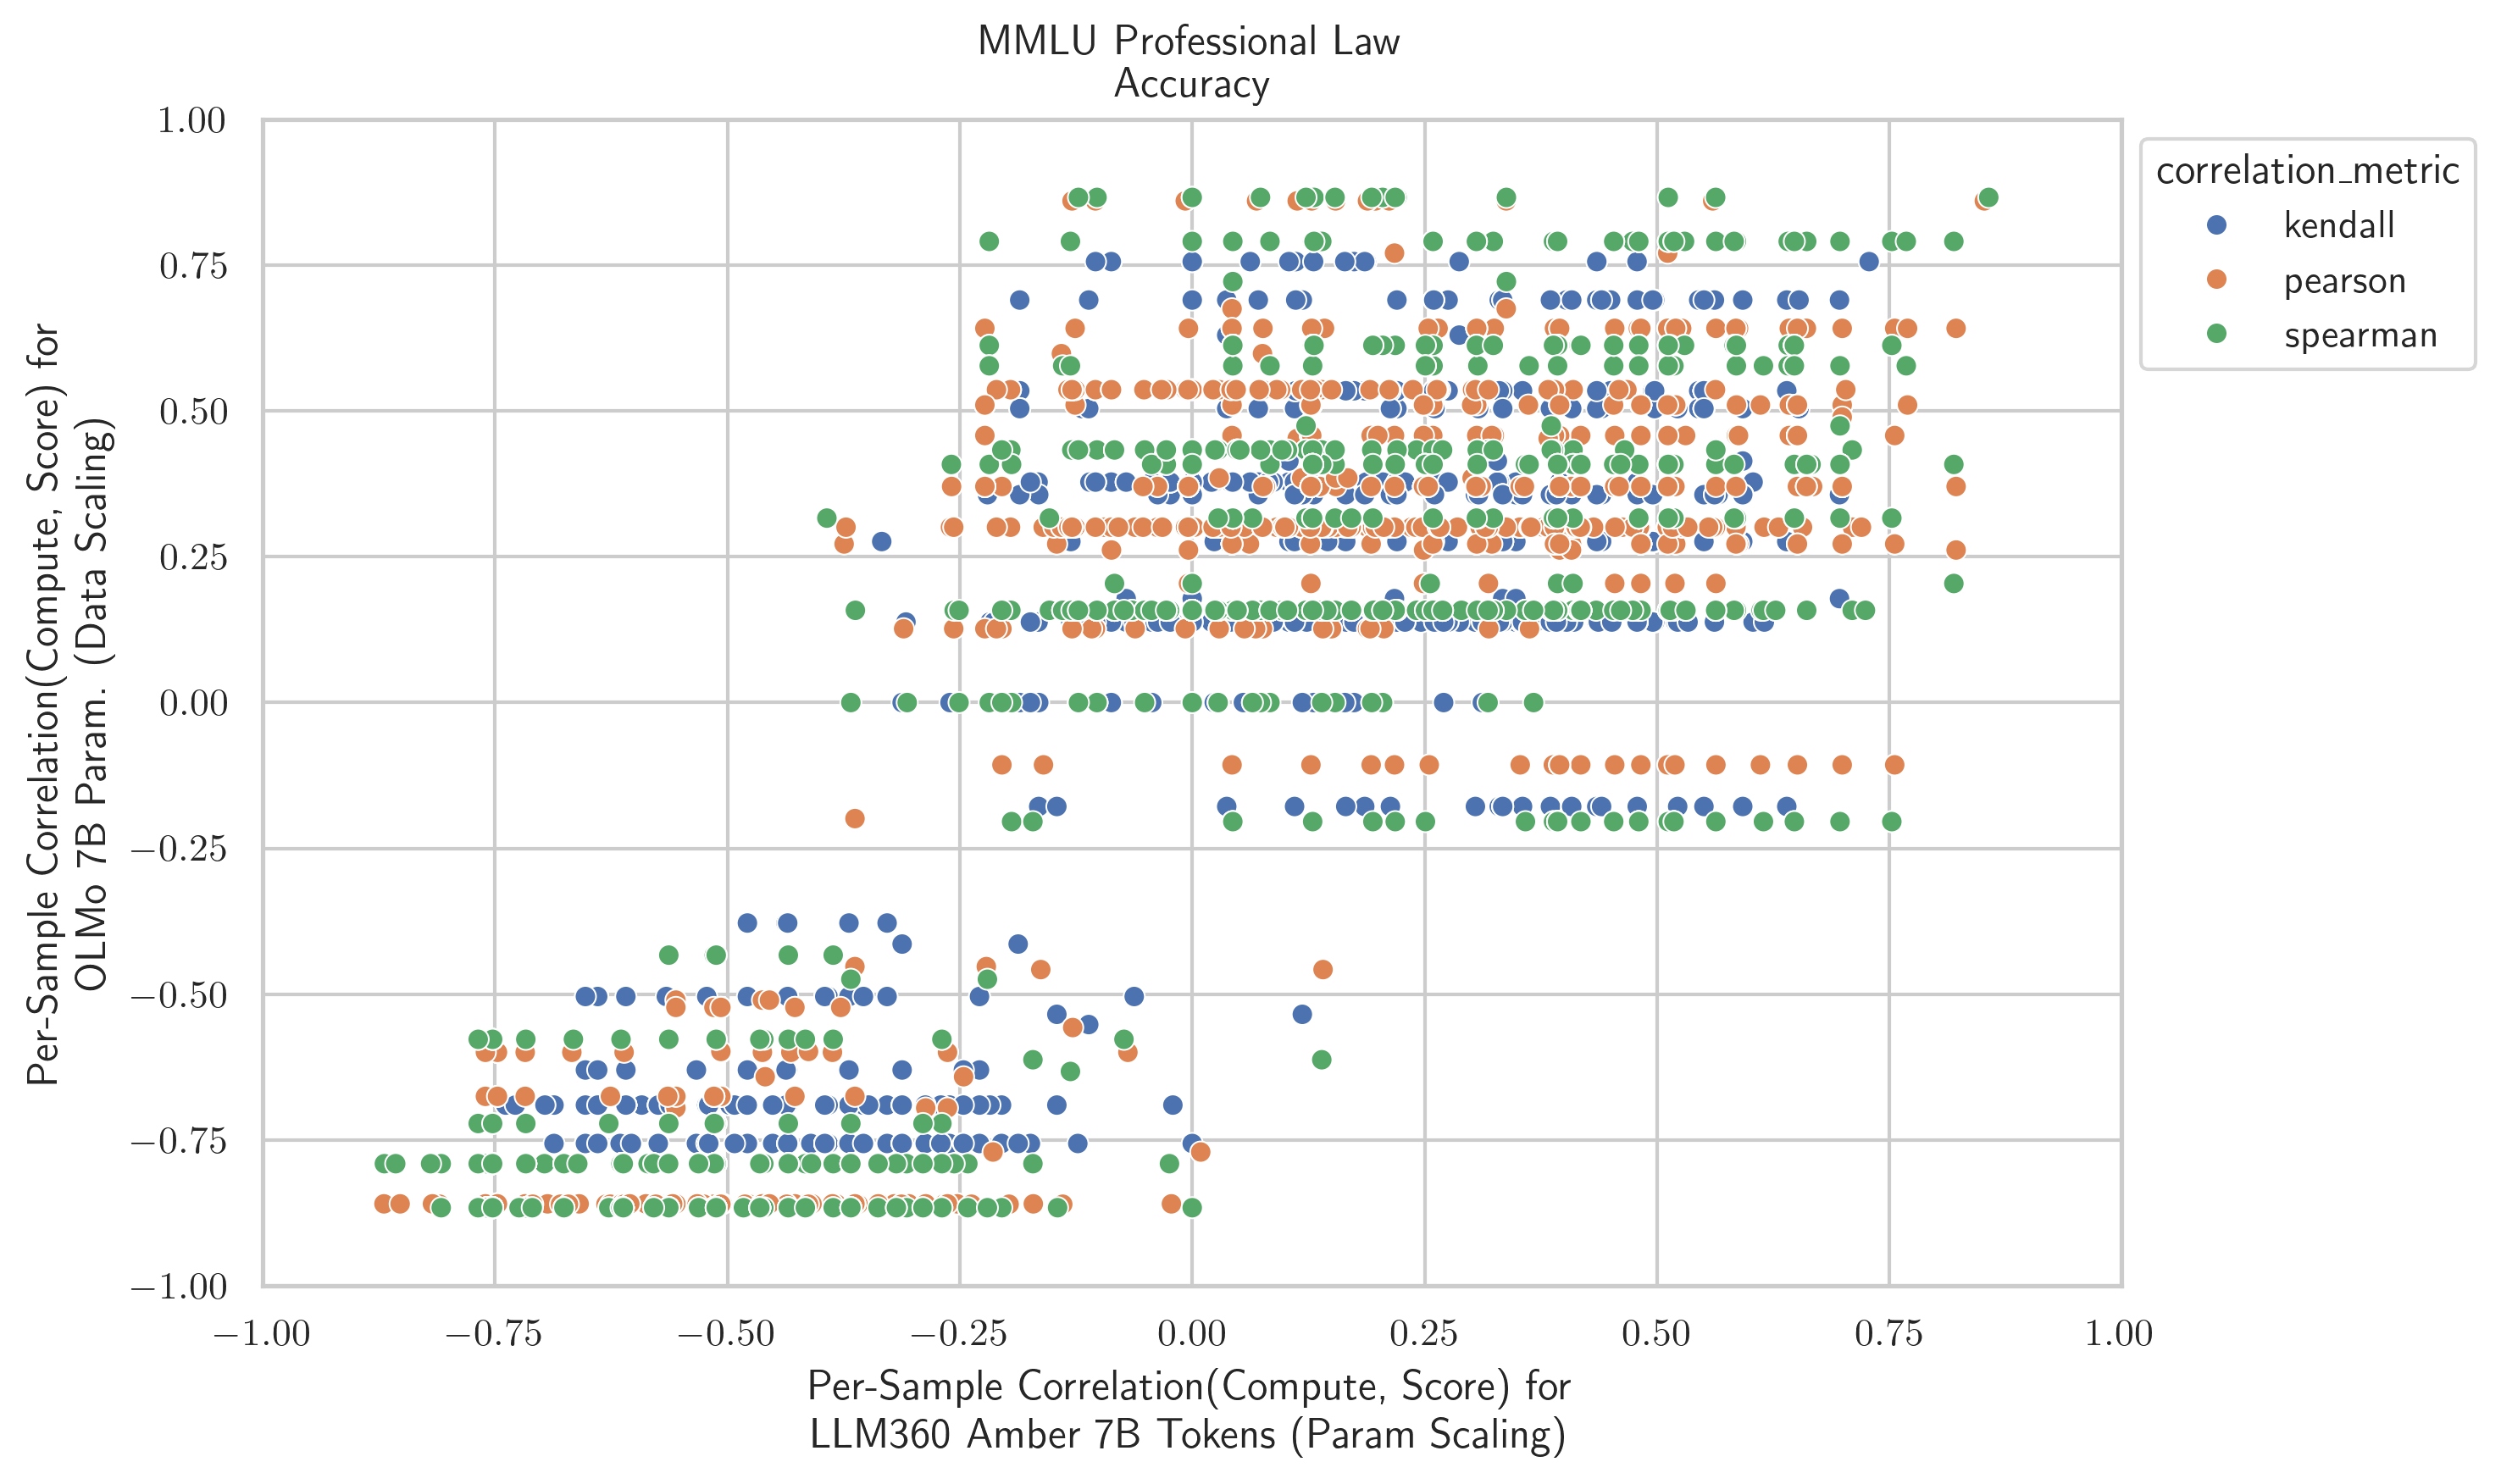 MMLU Professional Law
Accuracy
Per-Sample Correlation(Compute, Score) for
OLMo 7B Param. (Data Scaling)
1.00
0.75
0.50
0.25
0.00
−0.25
−0.50
−0.75
−1.00
correlation_metric
kendall
pearson
spearman
−1.00 −0.75 −0.50 −0.25 0.00 0.25 0.50 0.75 1.00
Per-Sample Correlation(Compute, Score) for
LLM360 Amber 7B Tokens (Param Scaling)